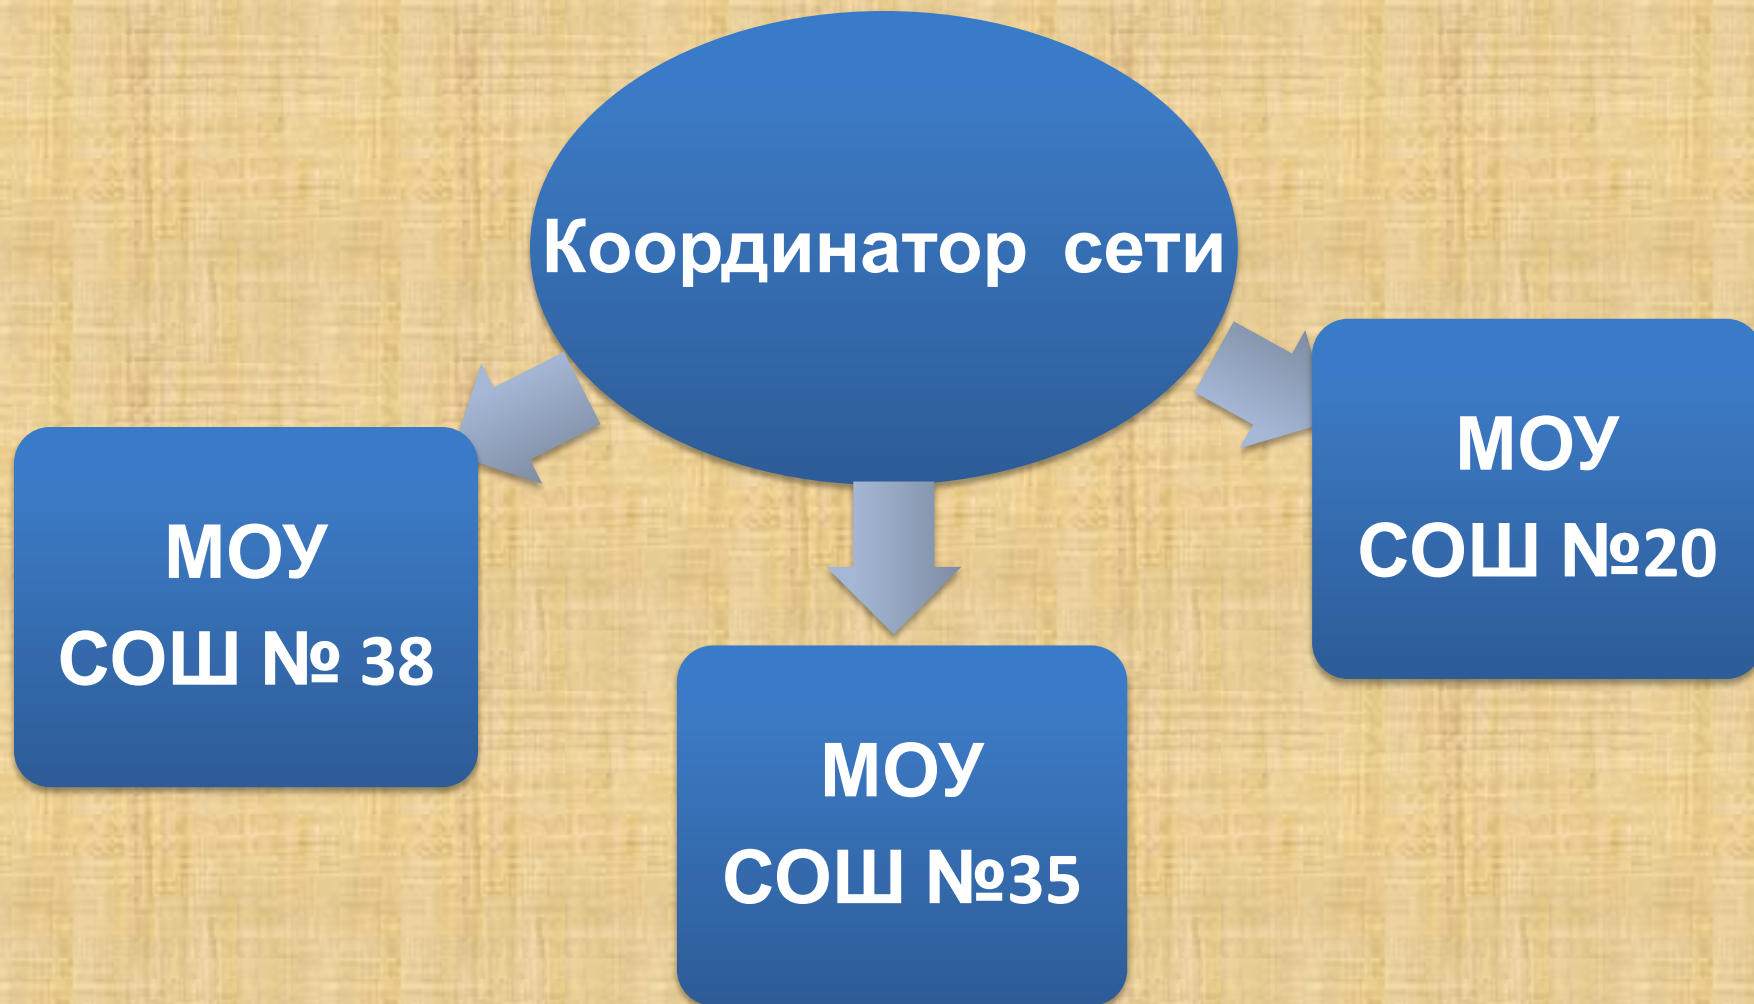 Координатор сети
МОУ
СОШ № 38
МОУ
СОШ №35
МОУ
СОШ №20